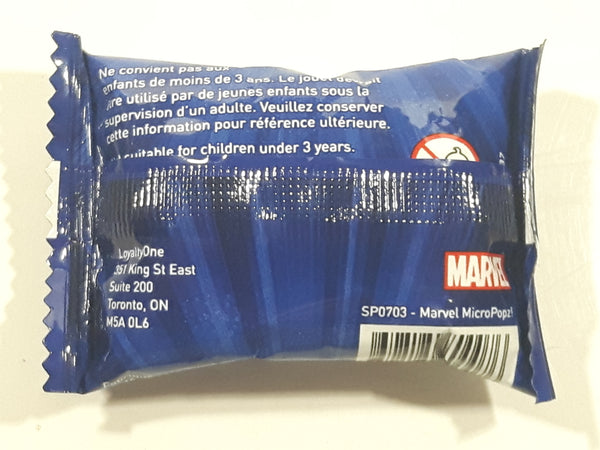 Ne convient pas aux
enfants de moins de 3 ans. Le jouet devrait
être utilisé par de jeunes enfants sous la
supervision d'un adulte. Veuillez conserver
cette information pour référence ultérieure.
suitable for children under 3 years.
LoyaltyOne
351 King St East
Suite 200
Toronto, ON
M5A 0L6
MARVEL
SP0703 - Marvel MicroPopz!